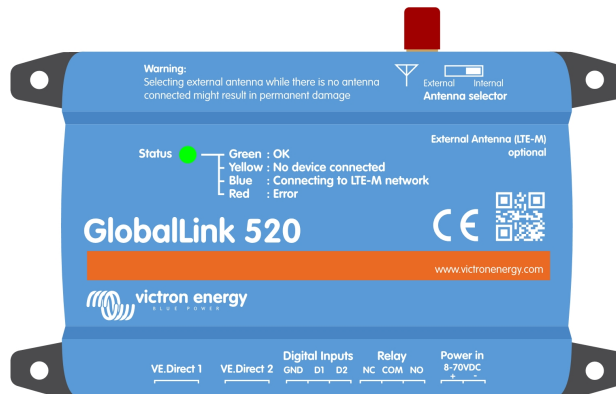 Warning:
Selecting external antenna while there is no antenna
connected might result in permanent damage
External Internal
Antenna selector
External Antenna (LTE-M)
optional
Status
Green : OK
Yellow : No device connected
Blue : Connecting to LTE-M network
Red : Error
GlobalLink 520
CE
www.victronenergy.com
victron energy
BLUE POWER
VE.Direct 1
VE.Direct 2
Digital Inputs
GND D1 D2
Relay
NC COM NO
Power in
8-70VDC
+ -